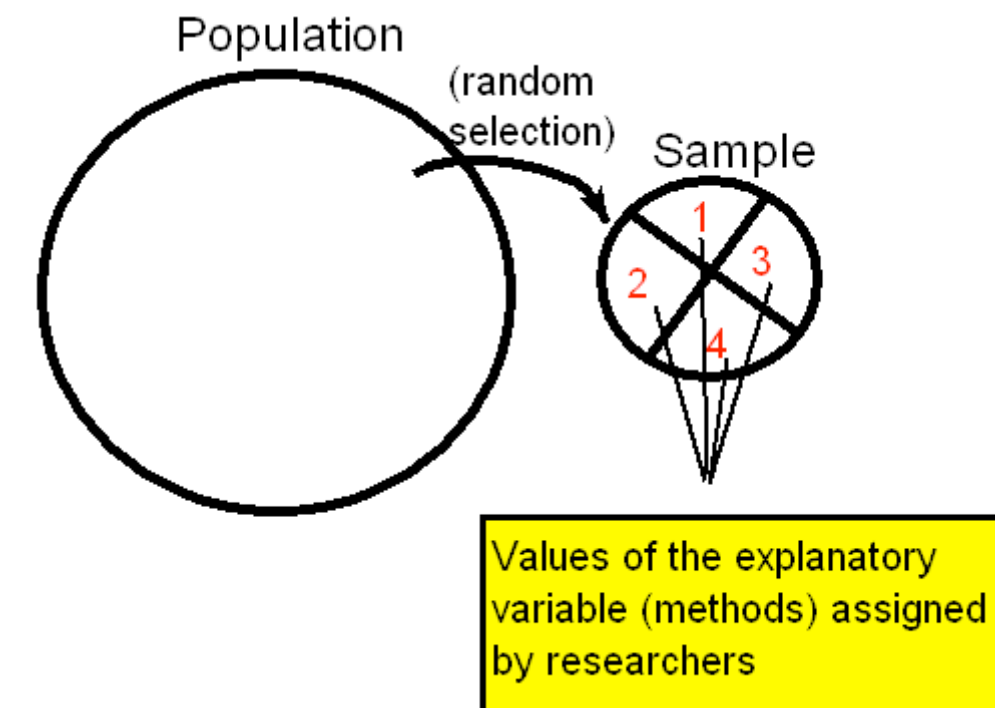 Population
(random
selection)
Sample
1
2
3
4
Values of the explanatory
variable (methods) assigned
by researchers